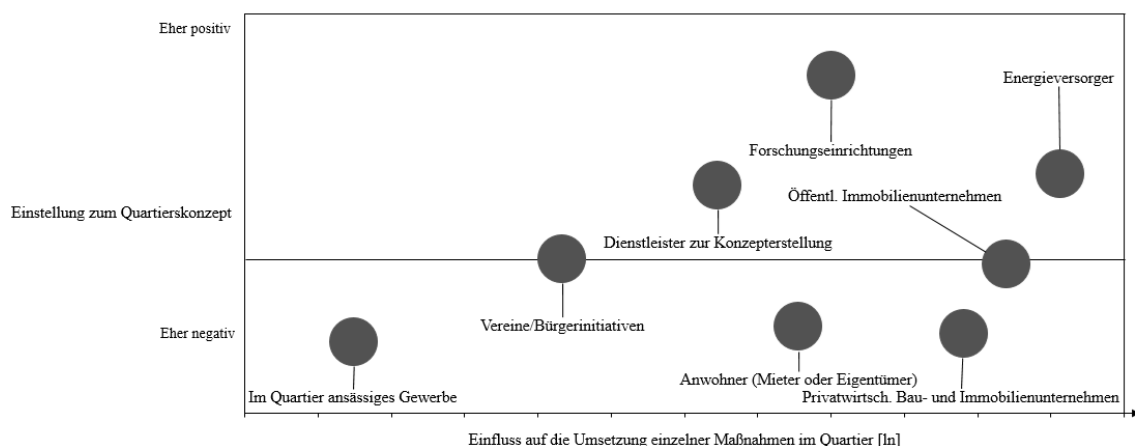 Eher positiv
Energieversorger
Forschungseinrichtungen
Öffentl. Immobilienunternehmen
Einstellung zum Quartierskonzept
Dienstleister zur Konzepterstellung
Vereine/Bürgerinitiativen
Eher negativ
Anwohner (Mieter oder Eigentümer)
Im Quartier ansässiges Gewerbe
Privatwirtsch. Bau- und Immobilienunternehmen
Einfluss auf die Umsetzung einzelner Maßnahmen im Quartier [ln]